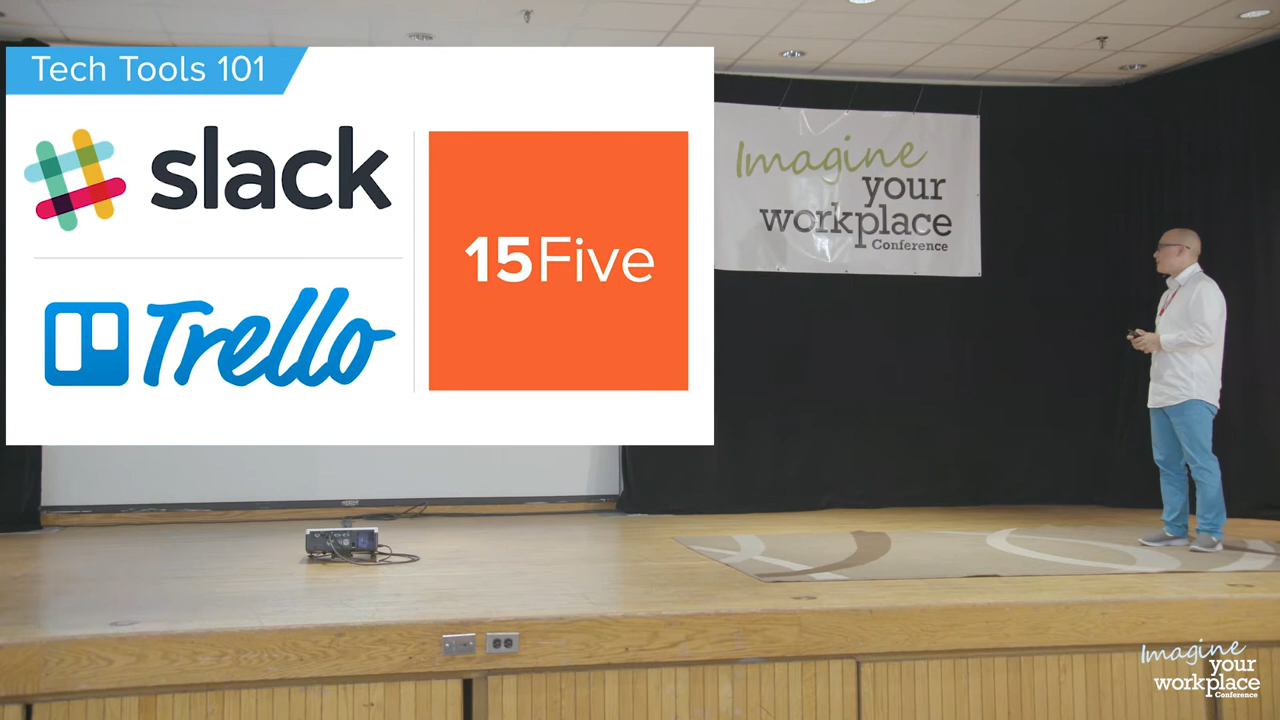 Tech Tools 101
slack
15Five
Trello
Imagine
your
workplace
Conference
Imagine
your
workplace
Conference